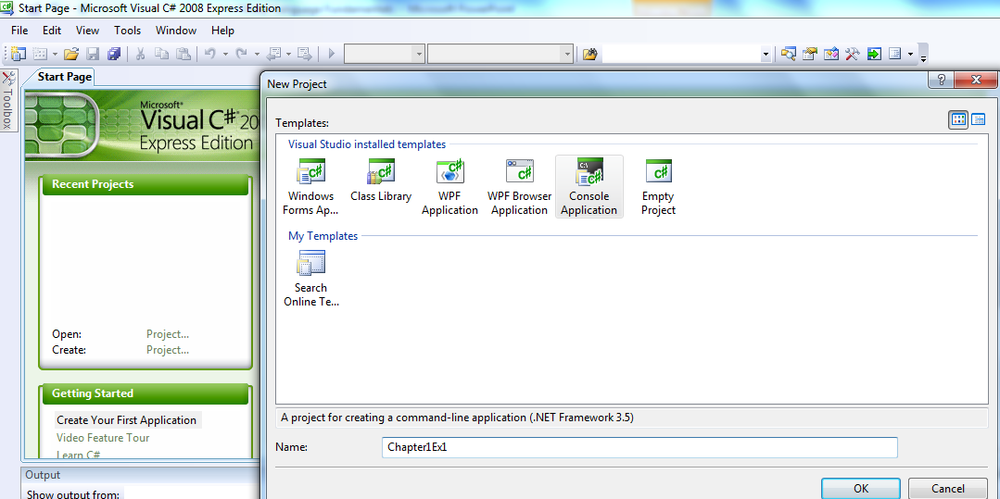 Start Page - Microsoft Visual C# 2008 Express Edition
File Edit View Tools Window Help
Toolbox
Start Page
Microsoft®
Visual C#® 20
Express Edition
Recent Projects
Open: Project...
Create: Project...
Getting Started
Create Your First Application
Video Feature Tour
Learn C#
Output
Show output from:
New Project
Templates:
Visual Studio installed templates
Windows Forms Ap...
Class Library
WPF Application
WPF Browser Application
Console Application
Empty Project
My Templates
Search Online Te...
A project for creating a command-line application (.NET Framework 3.5)
Name: Chapter1Ex1
OK Cancel